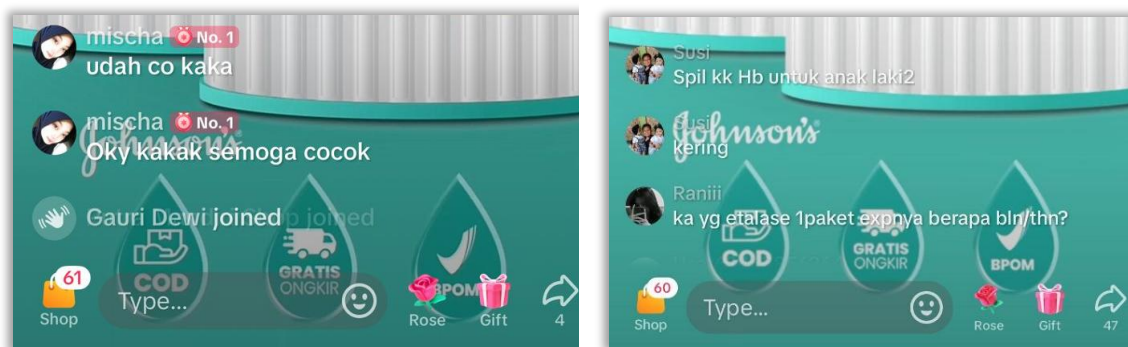 mischa No. 1
udah co kaka
mischa No. 1
Johnson's
Oky kakak semoga cocok
Gauri Dewi joined
joined
COD
GRATIS
ONGKIR
BPOM
61
Shop
Type...
Rose
Gift
4
Susi
Spil kk Hb untuk anak laki2
Susi
Johnson's
kering
Raniii
ka yg etalase 1paket expnya berapa bln/thn?
COD
GRATIS
ONGKIR
BPOM
60
Shop
Type...
Rose
Gift
47